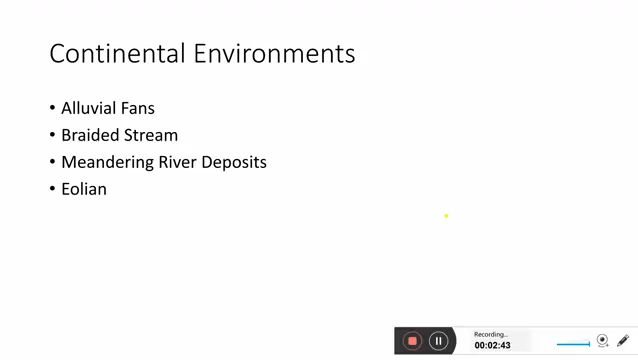 Continental Environments
• Alluvial Fans
• Braided Stream
• Meandering River Deposits
• Eolian
Recording...
00:02:43